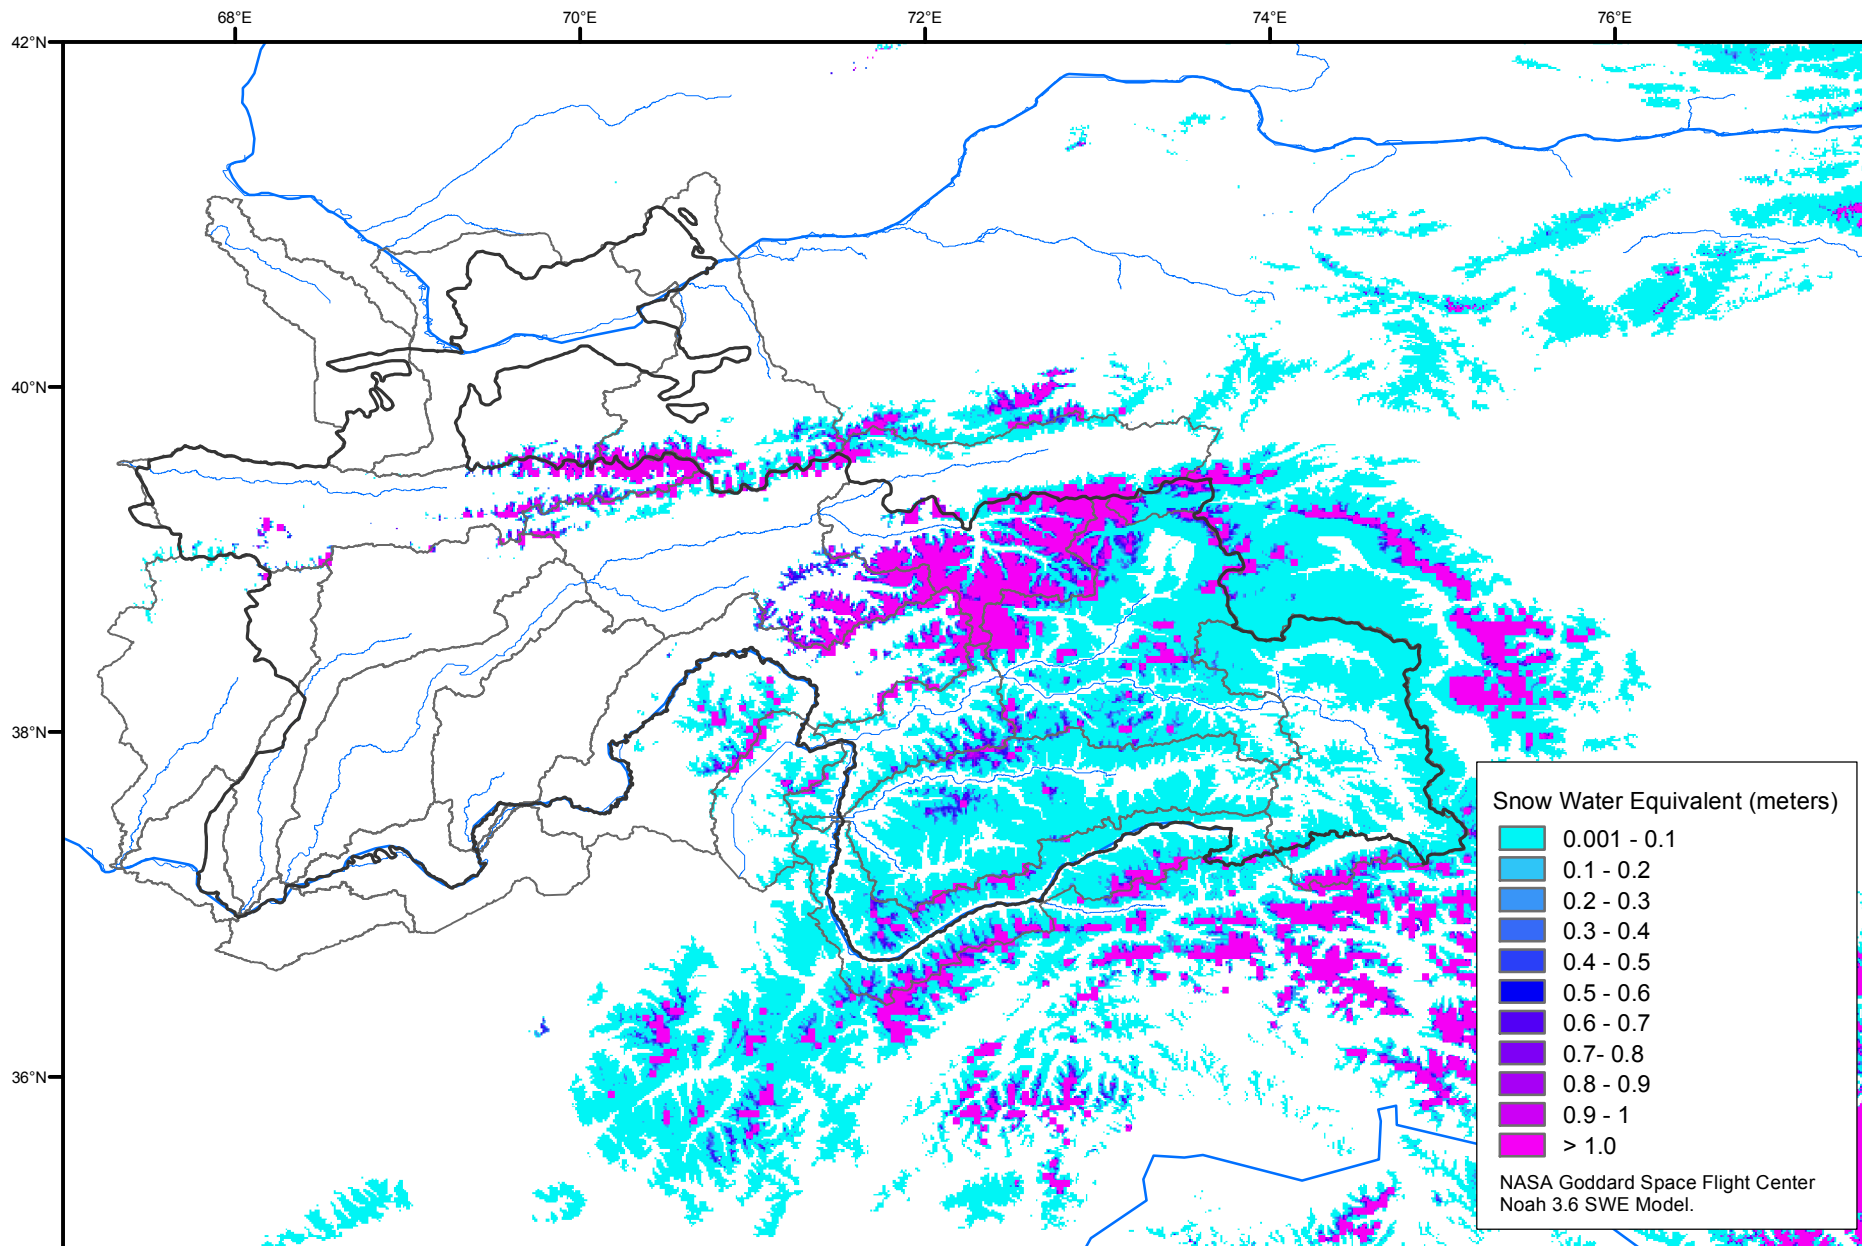 68°E
70°E
72°E
74°E
76°E
42°N
40°N
38°N
36°N
Snow Water Equivalent (meters)
0.001 - 0.1
0.1 - 0.2
0.2 - 0.3
0.3 - 0.4
0.4 - 0.5
0.5 - 0.6
0.6 - 0.7
0.7- 0.8
0.8 - 0.9
0.9 - 1
> 1.0
NASA Goddard Space Flight Center
Noah 3.6 SWE Model.